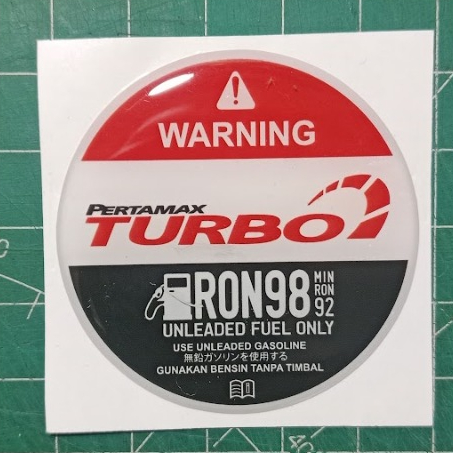 WARNING
PERTAMAX
TURBO
RON98
MIN
RON
92
UNLEADED FUEL ONLY
USE UNLEADED GASOLINE
無鉛ガソリンを使用する
GUNAKAN BENSIN TANPA TIMBAL